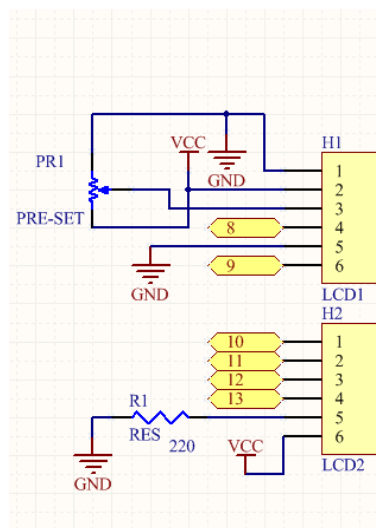 H1
VCC
PR1
GND
1
2
3
PRE-SET
8
4
5
9
6
GND
LCD1
H2
10
1
11
2
12
3
13
4
R1
5
RES
220
VCC
6
GND
LCD2